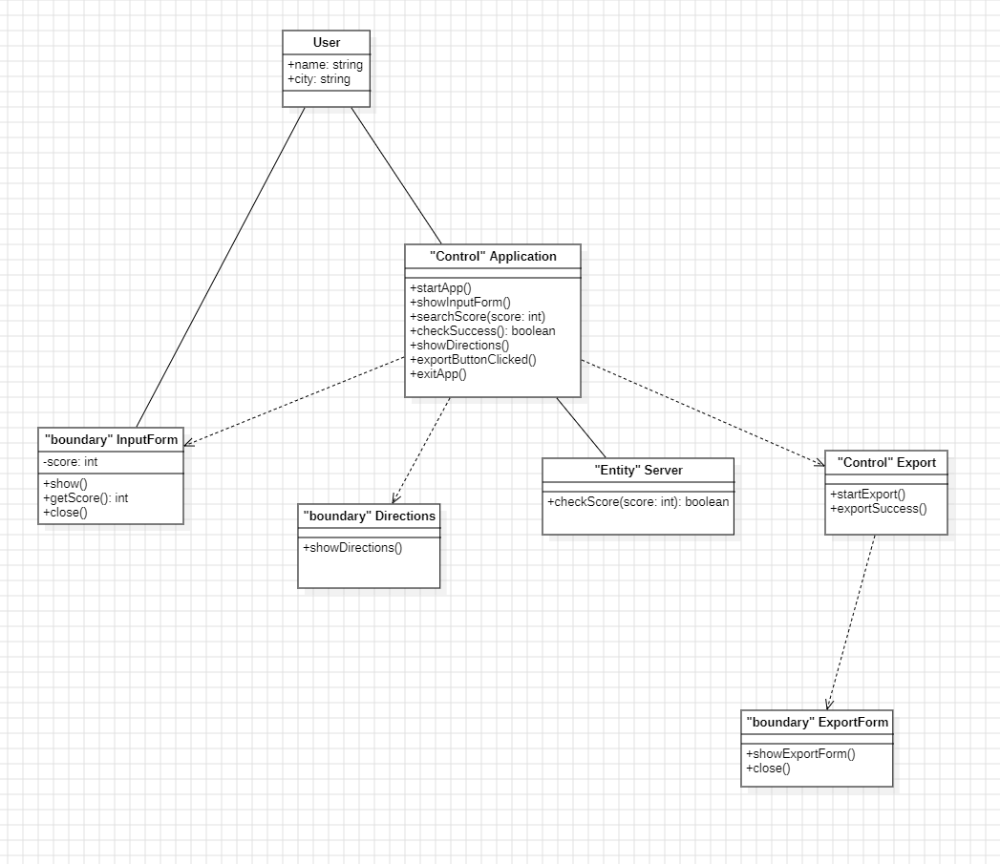 User
+name: string
+city: string
"Control" Application
+startApp()
+showInputForm()
+searchScore(score: int)
+checkSuccess(): boolean
+showDirections()
+exportButtonClicked()
+exitApp()
"boundary" InputForm
-score: int
+show()
+getScore(): int
+close()
"boundary" Directions
+showDirections()
"Entity" Server
+checkScore(score: int): boolean
"Control" Export
+startExport()
+exportSuccess()
"boundary" ExportForm
+showExportForm()
+close()